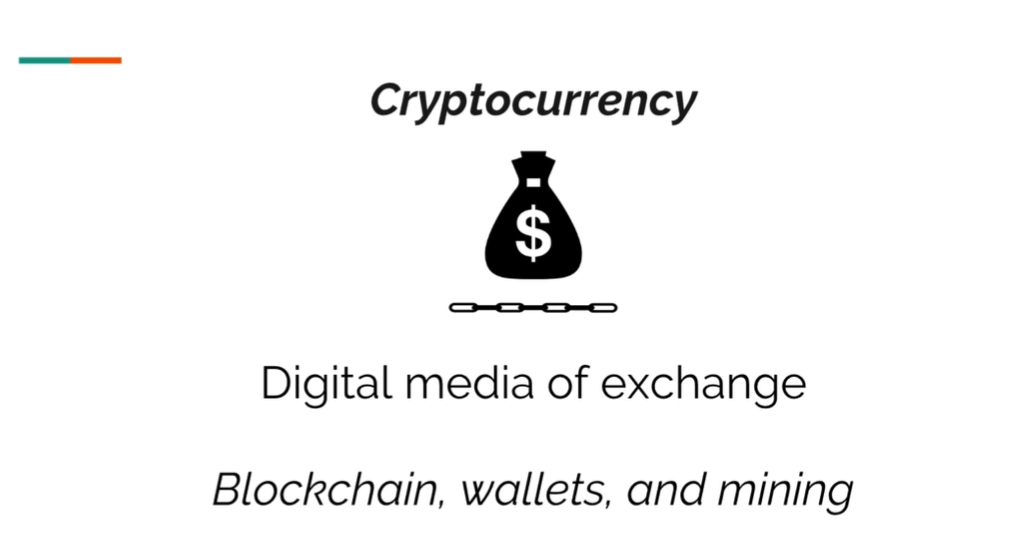 Cryptocurrency
$
Digital media of exchange
Blockchain, wallets, and mining